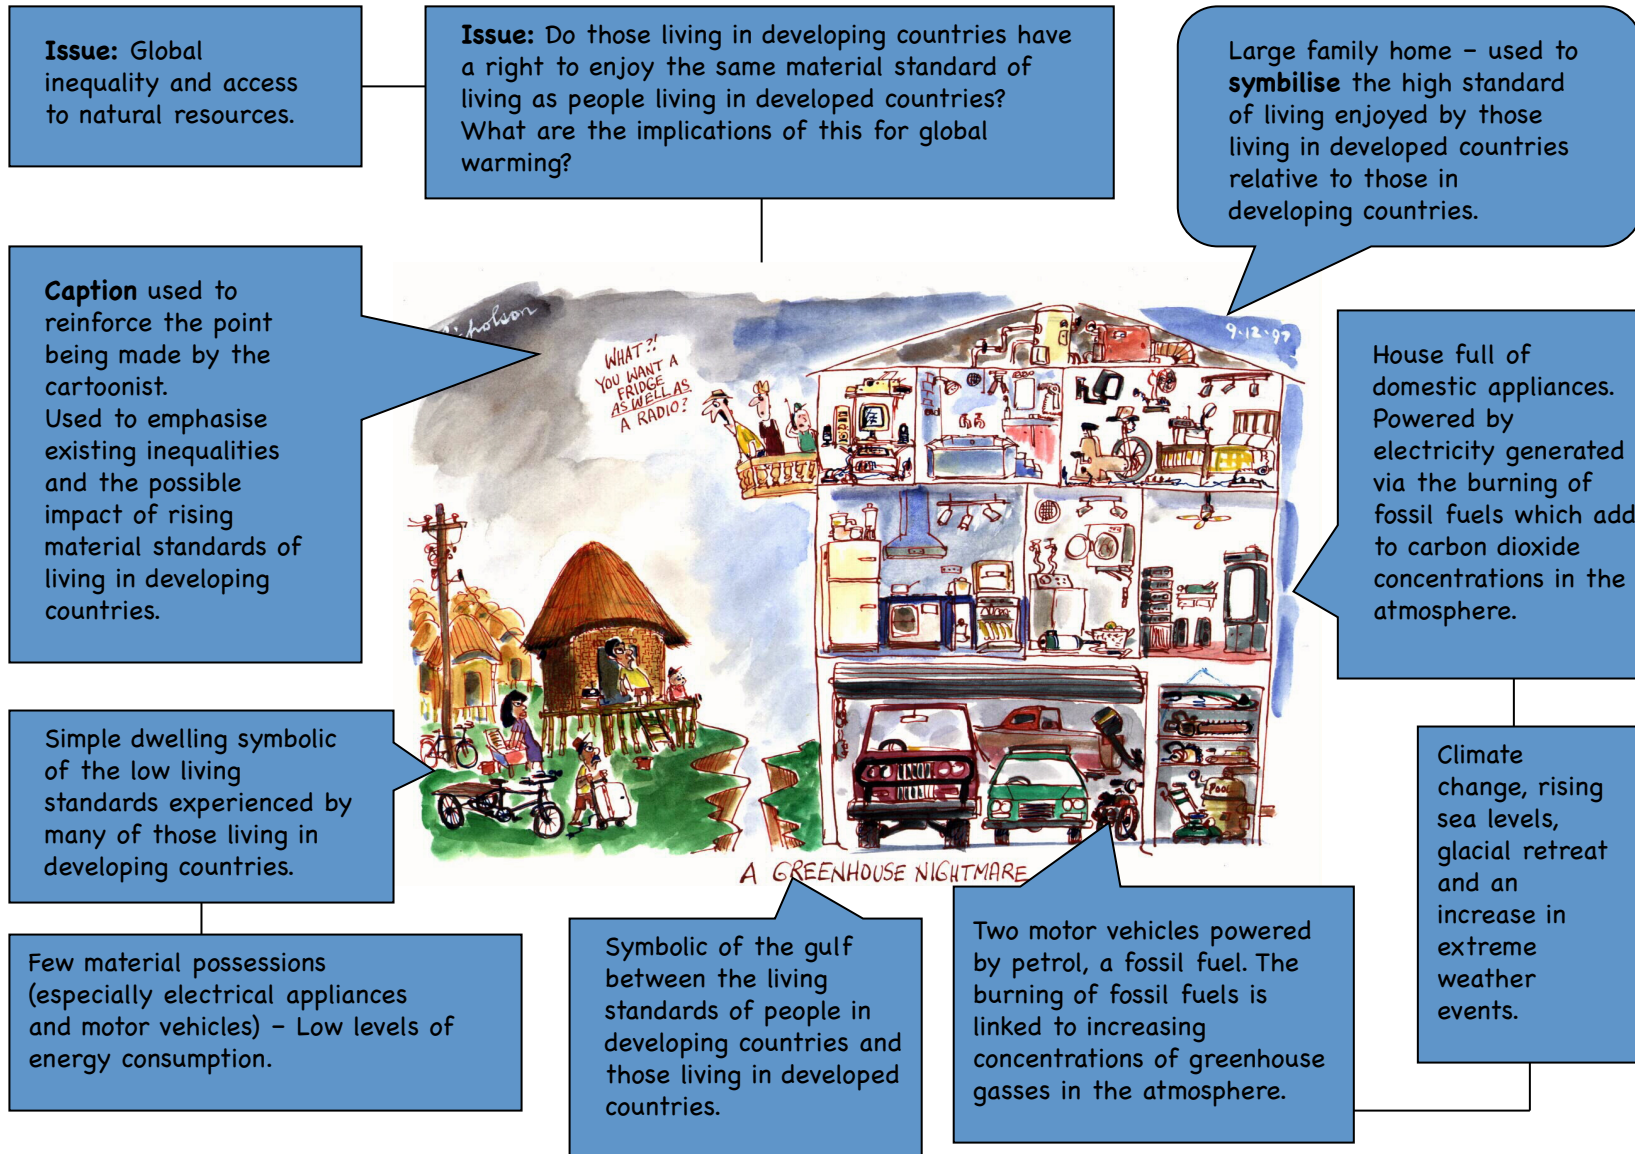 Issue: Global
inequality and access
to natural resources.
Issue: Do those living in developing countries have
a right to enjoy the same material standard of
living as people living in developed countries?
What are the implications of this for global
warming?
Large family home – used to
symbilise the high standard
of living enjoyed by those
living in developed countries
relative to those in
developing countries.
Caption used to
reinforce the point
being made by the
cartoonist.
Used to emphasise
existing inequalities
and the possible
impact of rising
material standards of
living in developing
countries.
icholson
WHAT?!
YOU WANT A
FRIDGE
AS WELL AS
A RADIO?
9-12-97
House full of
domestic appliances.
Powered by
electricity generated
via the burning of
fossil fuels which add
to carbon dioxide
concentrations in the
atmosphere.
Simple dwelling symbolic
of the low living
standards experienced by
many of those living in
developing countries.
POOL
A GREENHOUSE NIGHTMARE
Climate
change, rising
sea levels,
glacial retreat
and an
increase in
extreme
weather
events.
Few material possessions
(especially electrical appliances
and motor vehicles) – Low levels of
energy consumption.
Symbolic of the gulf
between the living
standards of people in
developing countries and
those living in developed
countries.
Two motor vehicles powered
by petrol, a fossil fuel. The
burning of fossil fuels is
linked to increasing
concentrations of greenhouse
gasses in the atmosphere.